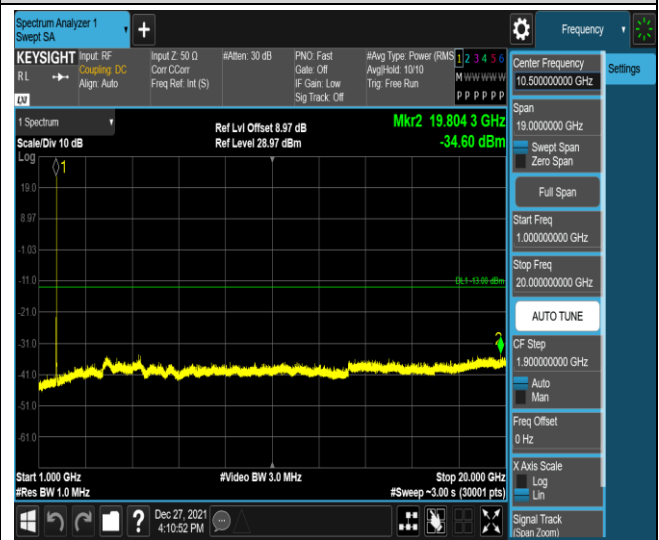 Spectrum Analyzer 1
Swept SA
+
Frequency
KEYSIGHT
RL
LXI
Input: RF
Coupling: DC
Align: Auto
Input Z: 50 Ω
Corr CCorr
Freq Ref: Int (S)
#Atten: 30 dB
PNO: Fast
Gate: Off
IF Gain: Low
Sig Track: Off
#Avg Type: Power (RMS
Avg|Hold: 10/10
Trig: Free Run
1 2 3 4 5 6
M W W W W W
P P P P P P
Settings
Center Frequency
10.500000000 GHz
Span
19.0000000 GHz
Swept Span
Zero Span
Full Span
Start Freq
1.000000000 GHz
Stop Freq
20.000000000 GHz
AUTO TUNE
CF Step
1.900000000 GHz
Auto
Man
Freq Offset
0 Hz
X Axis Scale
Log
Lin
Signal Track
(Span Zoom)
1 Spectrum
Scale/Div 10 dB
Ref Lvl Offset 8.97 dB
Ref Level 28.97 dBm
Mkr2 19.804 3 GHz
-34.60 dBm
Log
1
19.0
8.97
-1.03
-11.0
DL1 -13.00 dBm
-21.0
-31.0
2
-41.0
-51.0
-61.0
Start 1.000 GHz
#Video BW 3.0 MHz
Stop 20.000 GHz
#Res BW 1.0 MHz
#Sweep ~3.00 s (30001 pts)
?
Dec 27, 2021
4:10:52 PM